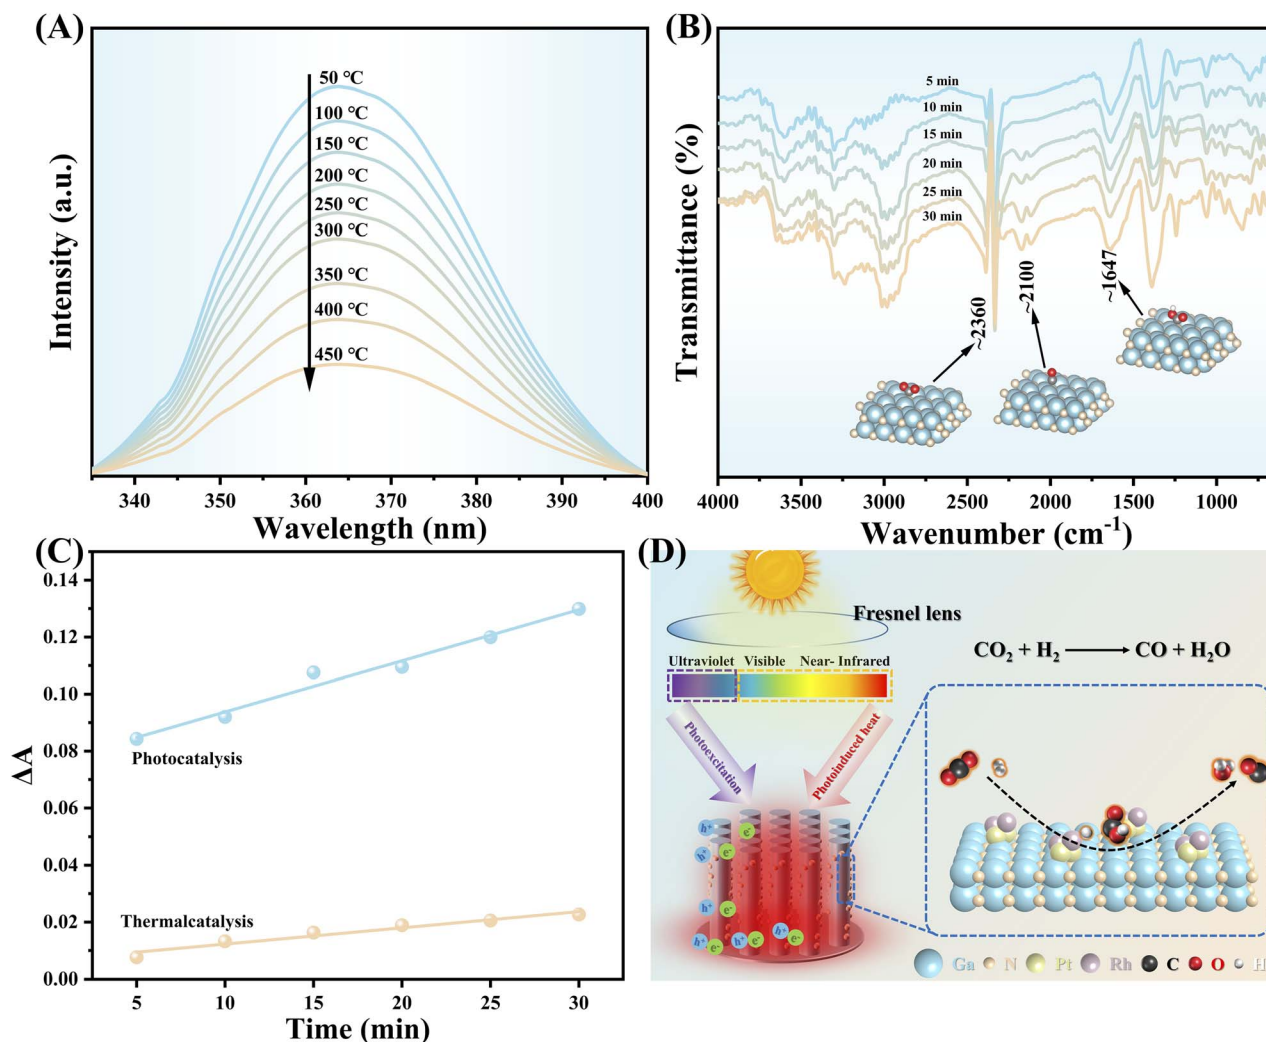 (A)
50 °C
100 °C
150 °C
200 °C
250 °C
300 °C
350 °C
400 °C
450 °C
Intensity (a.u.)
340 350 360 370 380 390 400
Wavelength (nm)
(B)
5 min
10 min
15 min
20 min
25 min
30 min
~2360
~2100
~1647
Transmittance (%)
4000 3500 3000 2500 2000 1500 1000
Wavenumber (cm⁻¹)
(C)
0.14
0.12
0.10
0.08
0.06
0.04
0.02
0.00
ΔA
Photocatalysis
Thermalcatalysis
5 10 15 20 25 30
Time (min)
(D)
Fresnel lens
Ultraviolet Visible Near- Infrared
CO₂ + H₂ → CO + H₂O
Photoexcitation
Photoinduced heat
h⁺ e⁻
h⁺ e⁻
h⁺ e⁻
h⁺ e⁻ h⁺ e⁻ h⁺ e⁻
Ga N Pt Rh C O H